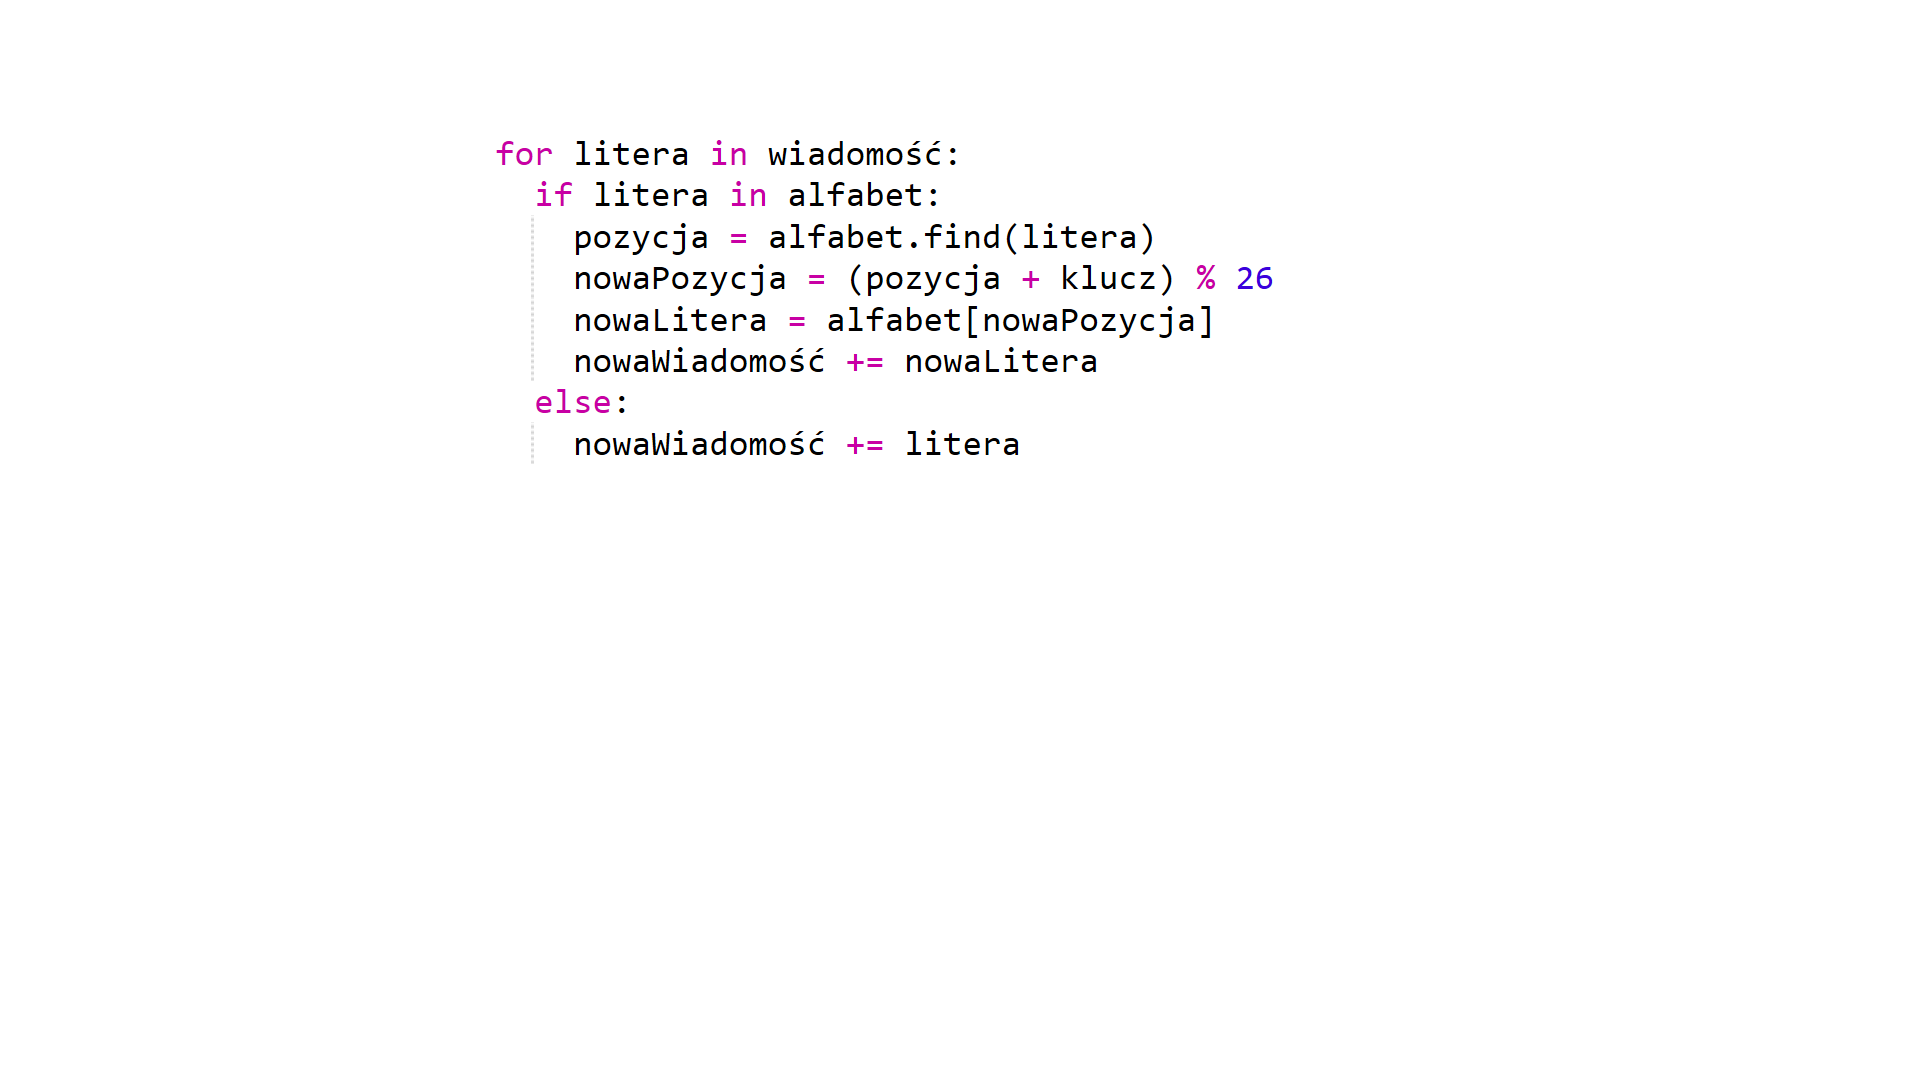 for litera in wiadomość:
  if litera in alfabet:
    pozycja = alfabet.find(litera)
    nowaPozycja = (pozycja + klucz) % 26
    nowaLitera = alfabet[nowaPozycja]
    nowaWiadomość += nowaLitera
  else:
    nowaWiadomość += litera